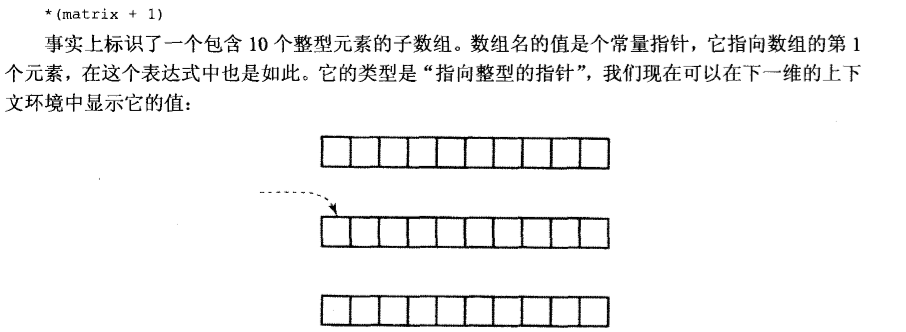 *(matrix + 1)
事实上标识了一个包含 10 个整型元素的子数组。数组名的值是个常量指针，它指向数组的第 1
个元素，在这个表达式中也是如此。它的类型是“指向整型的指针”，我们现在可以在下一维的上下
文环境中显示它的值：